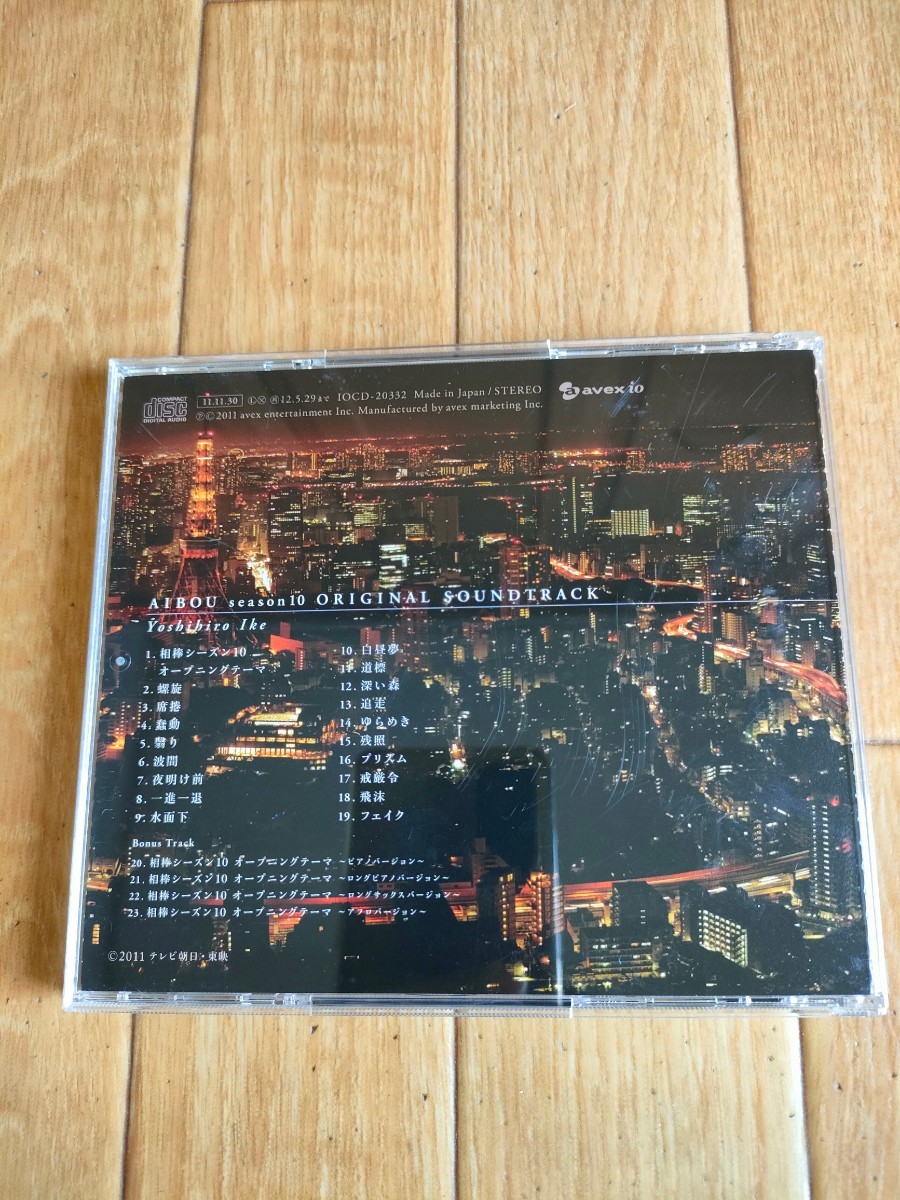 COMPACT
disc
DIGITAL AUDIO
11.11.30 Ⓛ Ⓧ 再12.5.29まで IOCD-20332 Made in Japan / STEREO
ⓅⒸ2011 avex entertainment Inc. Manufactured by avex marketing Inc.
avex io
AIBOU season10 ORIGINAL SOUNDTRACK
Yoshihiro Ike
1. 相棒シーズン10
オープニングテーマ
2. 螺旋
3. 席捲
4. 蠢動
5. 翳り
6. 波間
7. 夜明け前
8. 一進一退
9. 水面下
10. 白昼夢
11. 道標
12. 深い森
13. 追走
14. ゆらめき
15. 残照
16. プリズム
17. 戒厳令
18. 飛沫
19. フェイク
Bonus Track
20. 相棒シーズン10 オープニングテーマ ~ピアノバージョン~
21. 相棒シーズン10 オープニングテーマ ~ロングピアノバージョン~
22. 相棒シーズン10 オープニングテーマ ~ロングサックスバージョン~
23. 相棒シーズン10 オープニングテーマ ~アフロバージョン~
©2011 テレビ朝日・東映